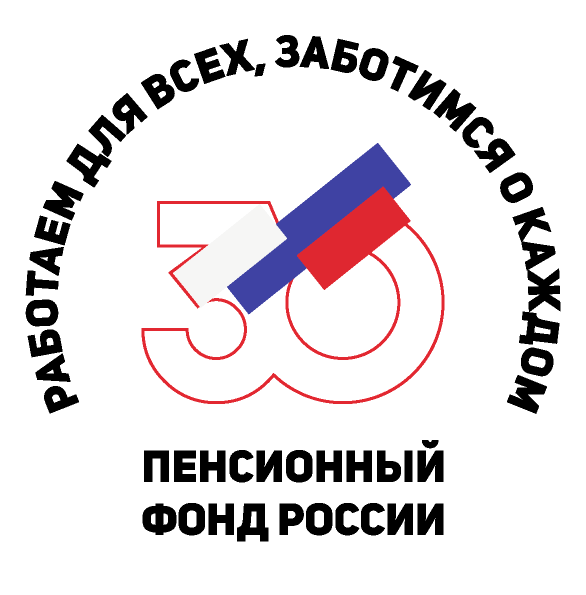 РАБОТАЕМ ДЛЯ ВСЕХ, ЗАБОТИМСЯ О КАЖДОМ
30
ПЕНСИОННЫЙ
ФОНД РОССИИ